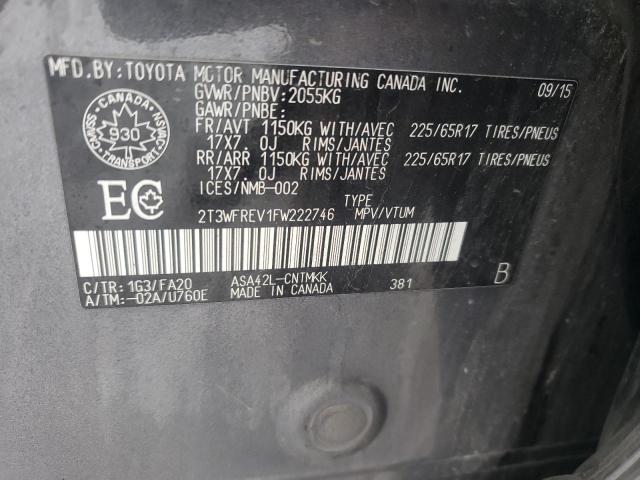 MFD.BY:TOYOTA MOTOR MANUFACTURING CANADA INC. 09/15
GVWR/PNBV:2055KG
GAWR/PNBE:
FR/AVT 1150KG WITH/AVEC 225/65R17 TIRES/PNEUS
17X7.0J RIMS/JANTES
RR/ARR 1150KG WITH/AVEC 225/65R17 TIRES/PNEUS
17X7.0J RIMS/JANTES
ICES/NMB-002
CANADA
CMVSS 930 NSVAC
TRANSPORT
EC
TYPE
2T3WFREV1FW222746 MPV/VTUM
C/TR: 1G3/FA20 ASA42L-CNTMKK 381 B
A/TM:-02A/U760E MADE IN CANADA